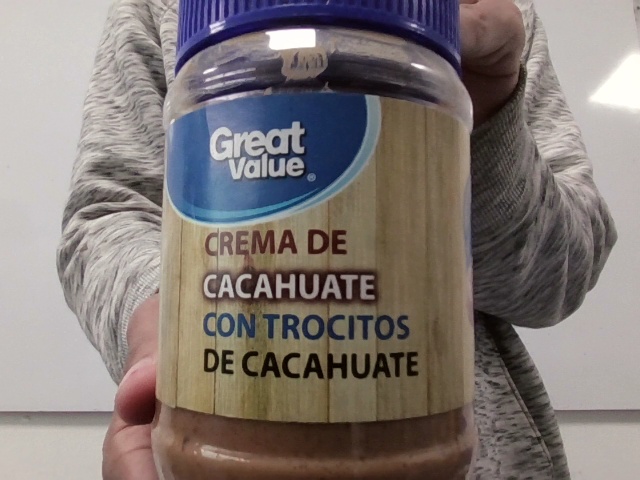 Great
Value®
CREMA DE
CACAHUATE
CON TROCITOS
DE CACAHUATE